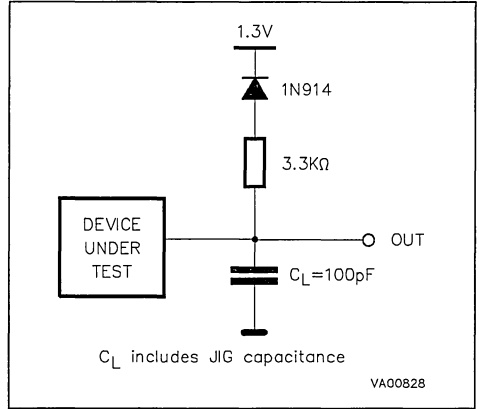 1.3V
1N914
3.3KΩ
DEVICE
UNDER
TEST
OUT
CL=100pF
CL includes JIG capacitance
VA00828